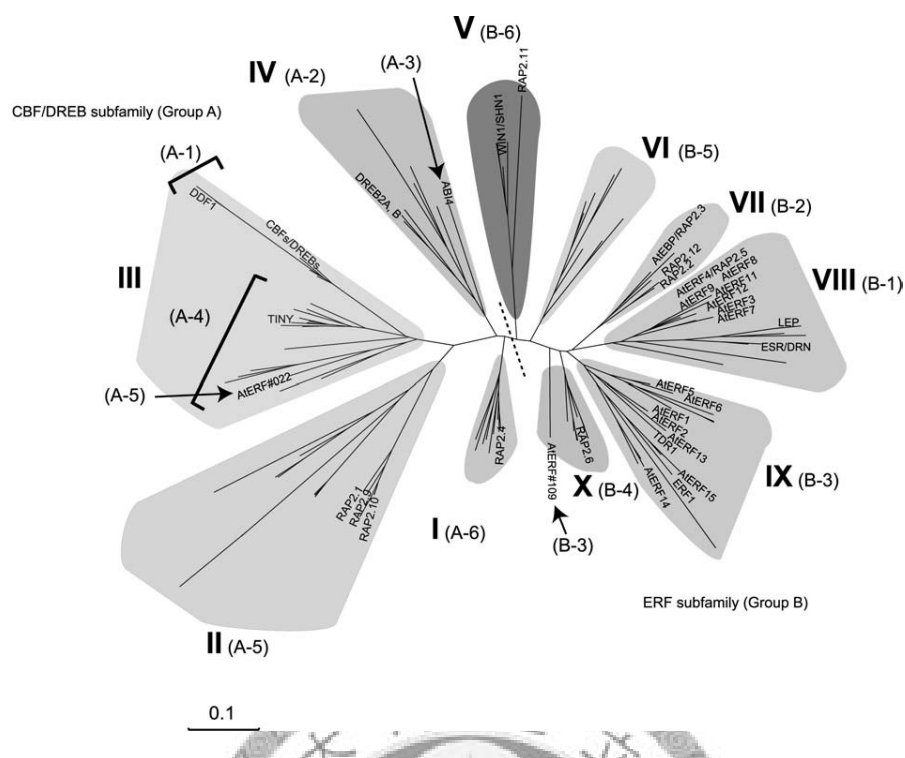 V (B-6)
RAP2.11
WIN1/SHN1
IV (A-2)
(A-3)
ABI4
DREB2A, B
CBF/DREB subfamily (Group A)
(A-1)
DDF1
CBFs/DREBs
III
(A-4)
TINY
(A-5)
AtERF#022
VI (B-5)
VII (B-2)
AtEBP/RAP2.3
RAP2.12
RAP2.2
VIII (B-1)
AtERF4/RAP2.5
AtERF8
AtERF9
AtERF11
AtERF12
AtERF3
AtERF7
LEP
ESR/DRN
AtERF5
AtERF6
AtERF1
AtERF2
AtERF13
TDR1
AtERF15
ERF1
AtERF14
IX (B-3)
RAP2.4
I (A-6)
AtERF#109
(B-3)
RAP2.6
X (B-4)
RAP2.1
RAP2.9
RAP2.10
II (A-5)
ERF subfamily (Group B)
0.1